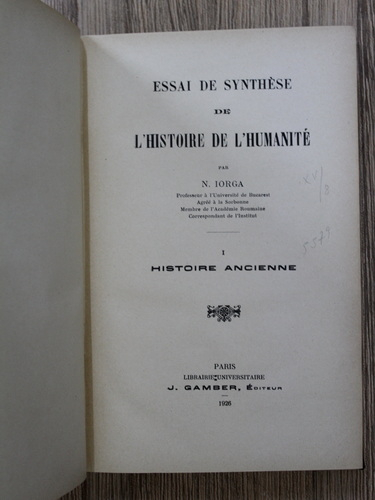 ESSAI DE SYNTHÈSE
DE
L'HISTOIRE DE L'HUMANITÉ
PAR
N. IORGA
Professeur à l'Université de Bucarest
Agréé à la Sorbonne
Membre de l'Académie Roumaine
Correspondant de l'Institut
I
HISTOIRE ANCIENNE
PARIS
LIBRAIRIE UNIVERSITAIRE
J. GAMBER, ÉDITEUR
1926